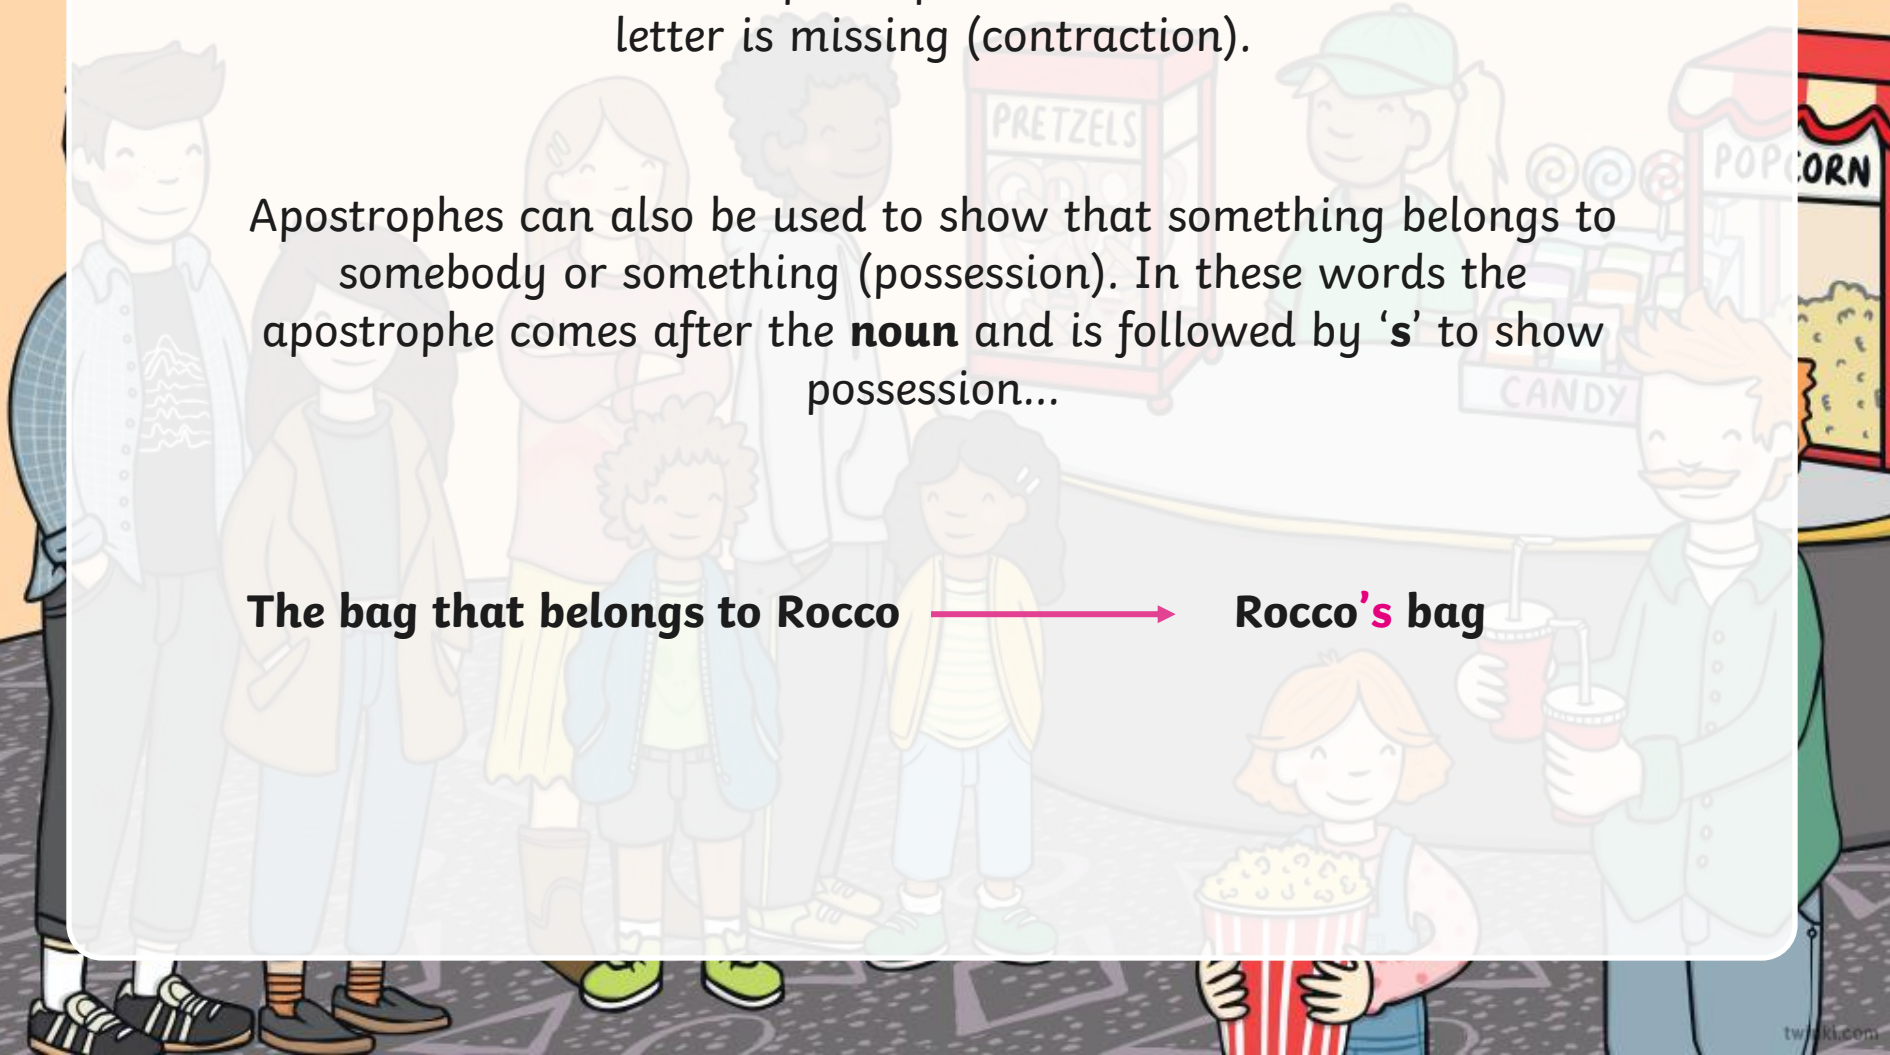 letter is missing (contraction).
PRETZELS
POPCORN
Apostrophes can also be used to show that something belongs to
somebody or something (possession). In these words the
apostrophe comes after the noun and is followed by ‘s’ to show
possession...
CANDY
The bag that belongs to Rocco
Rocco’s bag
twinkl.com